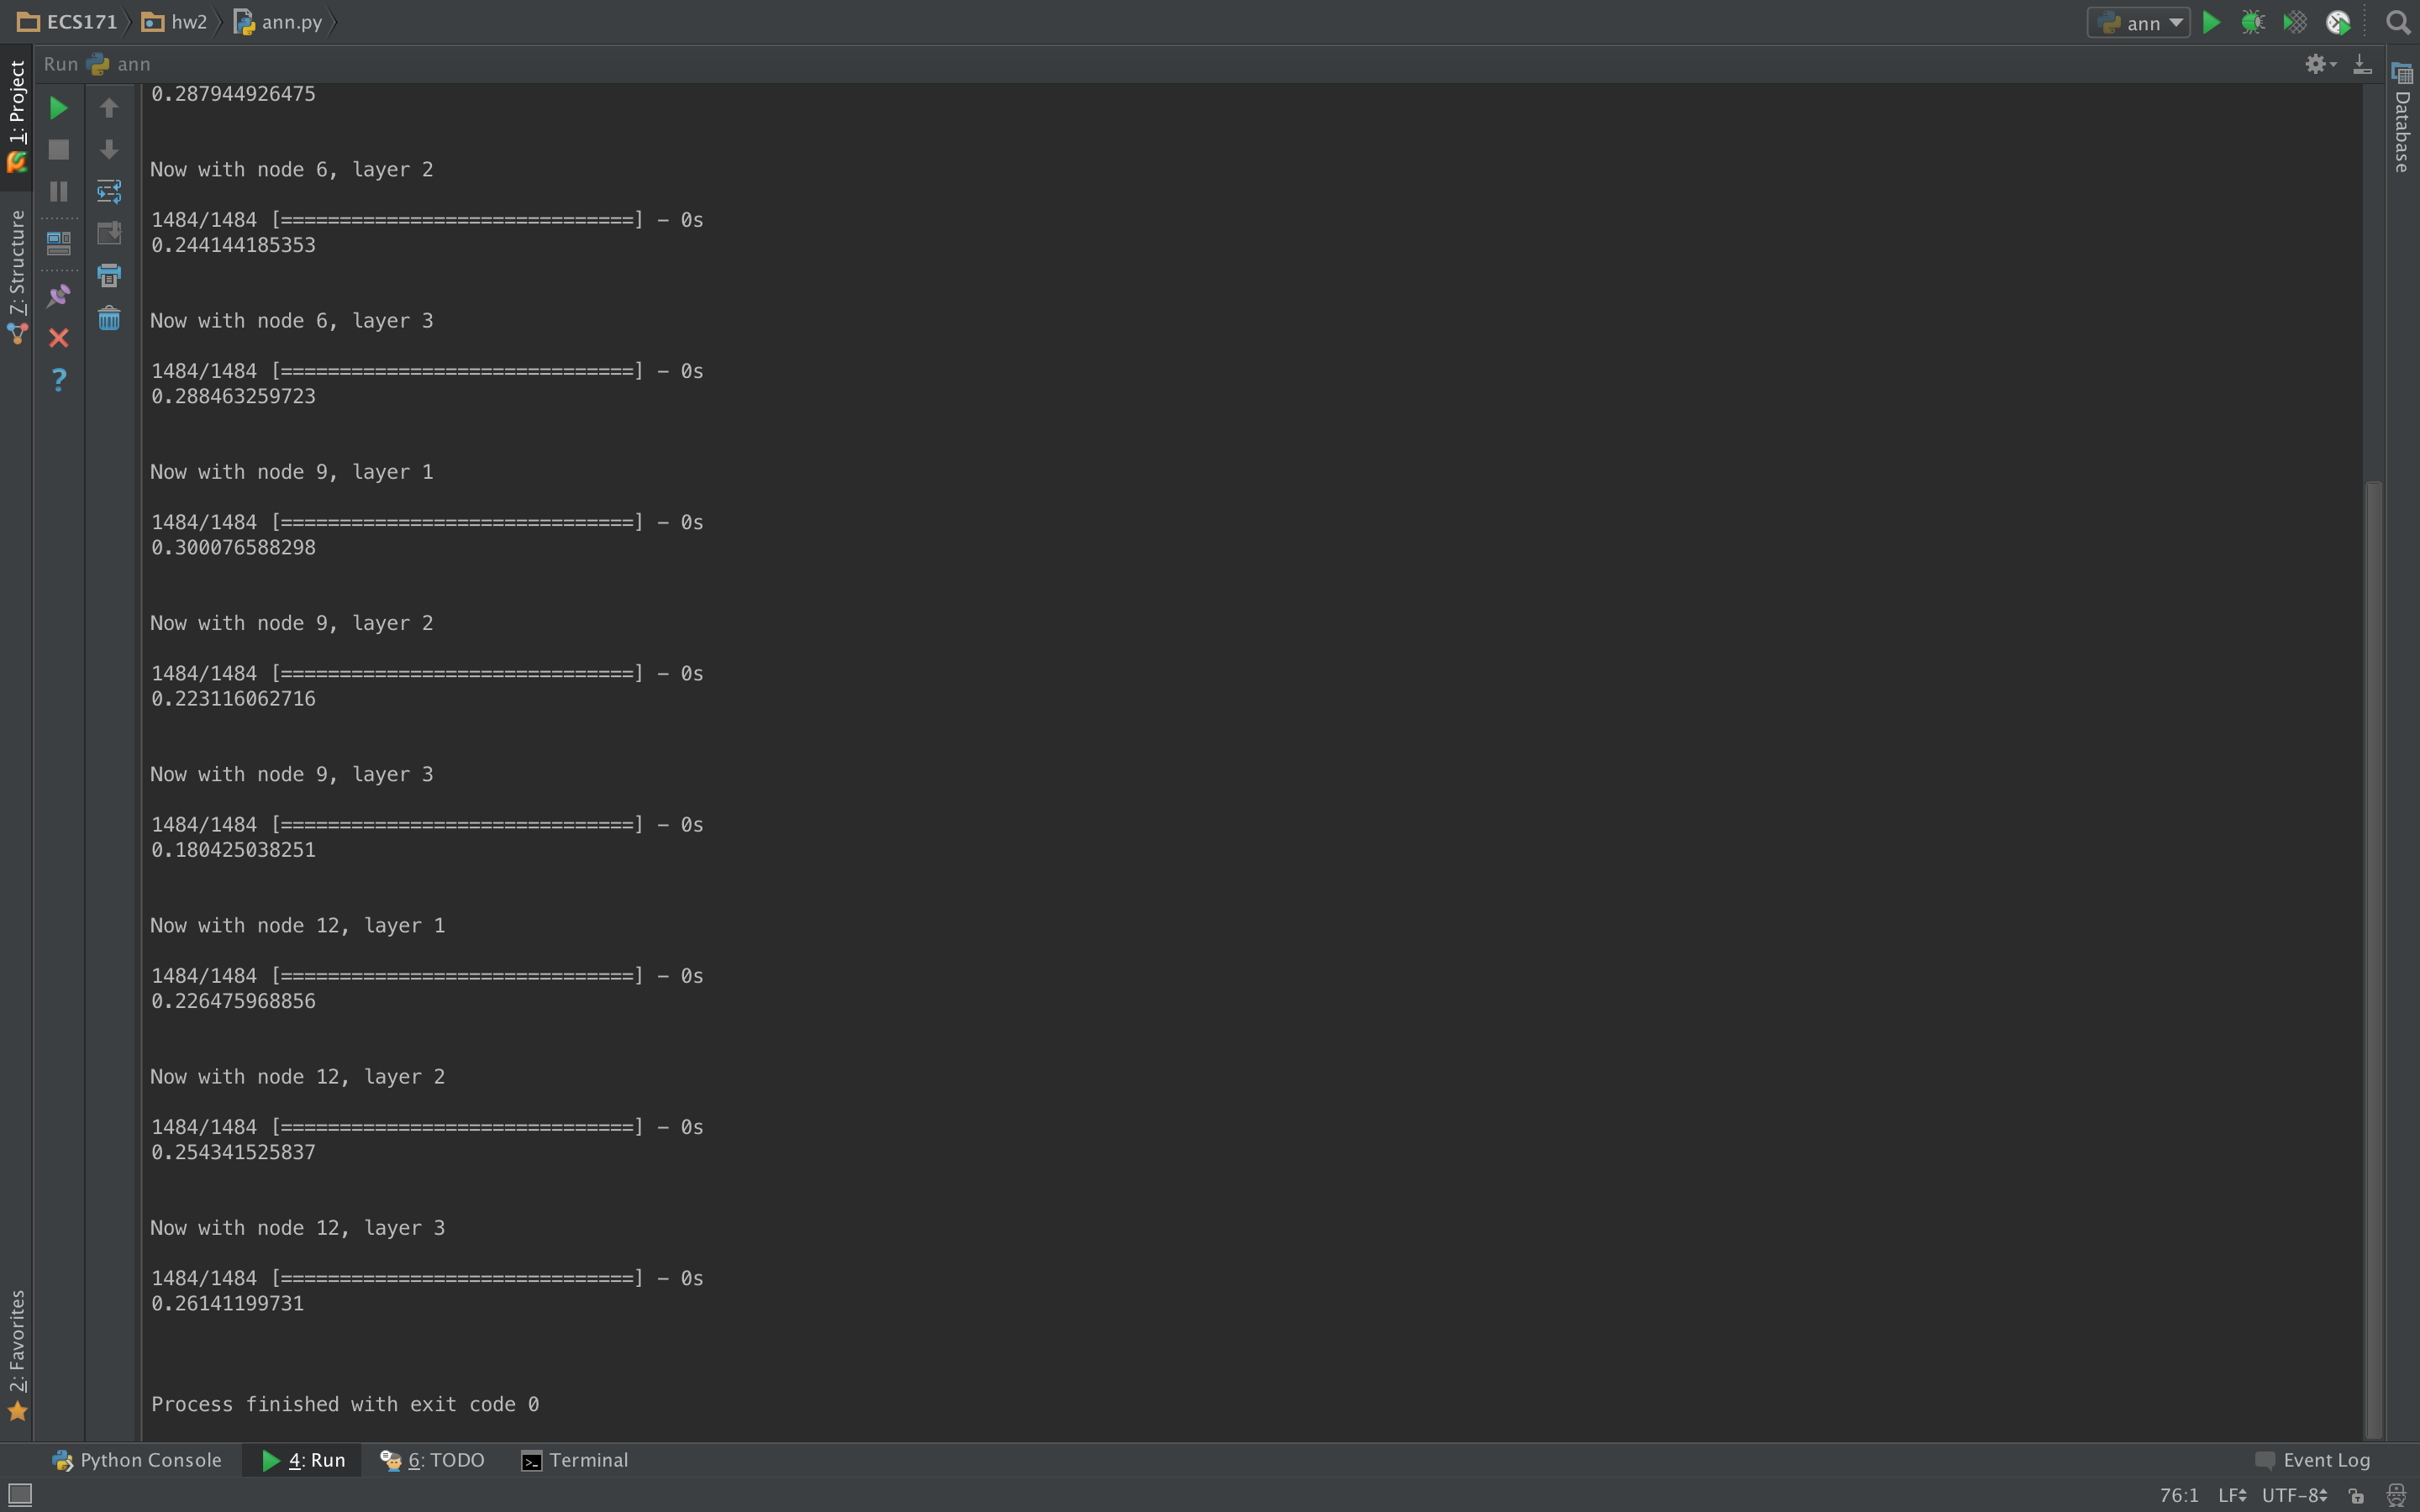 ECS171 hw2 ann.py
ann
Run ann
1: Project
Z: Structure
2: Favorites
Database
0.287944926475
Now with node 6, layer 2
1484/1484 [==============================] - 0s
0.244144185353
Now with node 6, layer 3
1484/1484 [==============================] - 0s
0.288463259723
Now with node 9, layer 1
1484/1484 [==============================] - 0s
0.300076588298
Now with node 9, layer 2
1484/1484 [==============================] - 0s
0.223116062716
Now with node 9, layer 3
1484/1484 [==============================] - 0s
0.180425038251
Now with node 12, layer 1
1484/1484 [==============================] - 0s
0.226475968856
Now with node 12, layer 2
1484/1484 [==============================] - 0s
0.254341525837
Now with node 12, layer 3
1484/1484 [==============================] - 0s
0.26141199731
Process finished with exit code 0
Python Console 4: Run 6: TODO Terminal Event Log
76:1 LF UTF-8